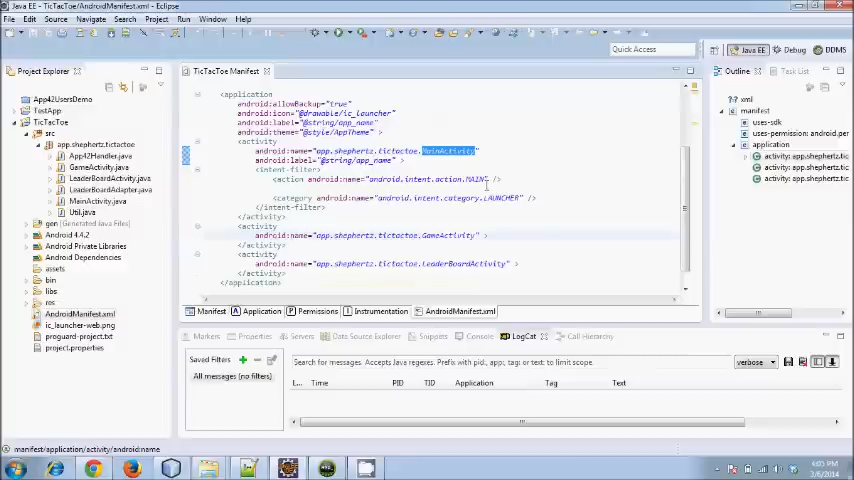 Java EE - TicTacToe/AndroidManifest.xml - Eclipse
File Edit Source Navigate Search Project Run Window Help
Quick Access
Java EE
Debug
DDMS
Project Explorer
App42UsersDemo
TestApp
TicTacToe
src
app.shephertz.tictactoe
App42Handler.java
GameActivity.java
LeaderBoardActivity.java
LeaderBoardAdapter.java
MainActivity.java
Util.java
gen [Generated Java Files]
Android 4.4.2
Android Private Libraries
Android Dependencies
assets
bin
libs
res
AndroidManifest.xml
ic_launcher-web.png
proguard-project.txt
project.properties
TicTacToe Manifest
<application
android:allowBackup="true"
android:icon="@drawable/ic_launcher"
android:label="@string/app_name"
android:theme="@style/AppTheme" >
<activity
android:name="app.shephertz.tictactoe.MainActivity"
android:label="@string/app_name" >
<intent-filter>
<action android:name="android.intent.action.MAIN" />
<category android:name="android.intent.category.LAUNCHER" />
</intent-filter>
</activity>
<activity
android:name="app.shephertz.tictactoe.GameActivity" >
</activity>
<activity
android:name="app.shephertz.tictactoe.LeaderBoardActivity" >
</activity>
</application>
Manifest
Application
Permissions
Instrumentation
AndroidManifest.xml
Outline
Task List
xml
manifest
uses-sdk
uses-permission: android.per
application
activity: app.shephertz.tic
activity: app.shephertz.tic
activity: app.shephertz.tic
Markers Properties Servers Data Source Explorer Snippets Console LogCat Call Hierarchy
Saved Filters
All messages (no filters)
Search for messages. Accepts Java regexes. Prefix with pid:, app:, tag: or text: to limit scope.
verbose
L... Time PID TID Application Tag Text
manifest/application/activity/android:name
4:05 PM
2/6/2014